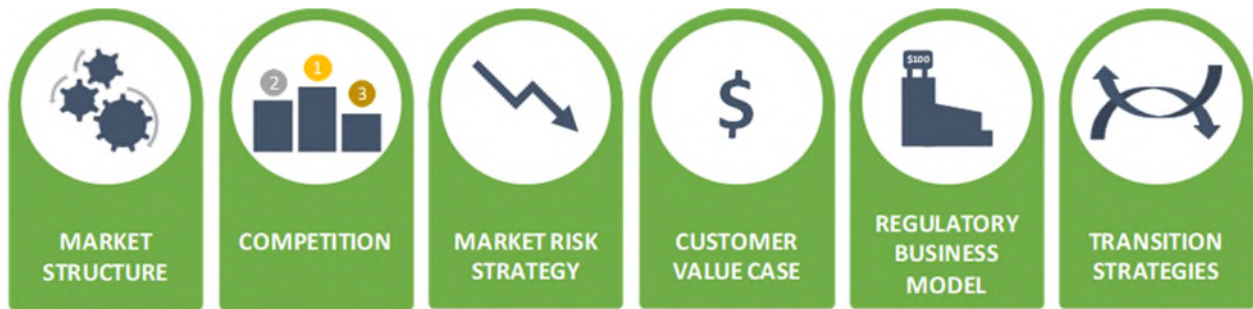 2
1
3
$
$100
MARKET
STRUCTURE
COMPETITION
MARKET RISK
STRATEGY
CUSTOMER
VALUE CASE
REGULATORY
BUSINESS
MODEL
TRANSITION
STRATEGIES